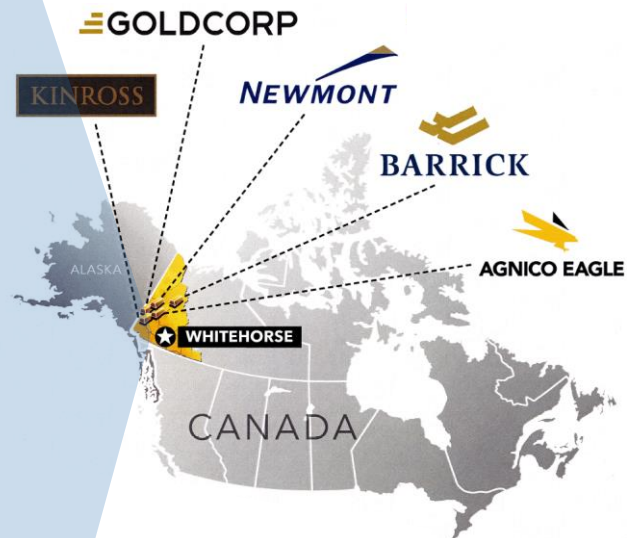 GOLDCORP
KINROSS
NEWMONT
BARRICK
AGNICO EAGLE
ALASKA
WHITEHORSE
CANADA